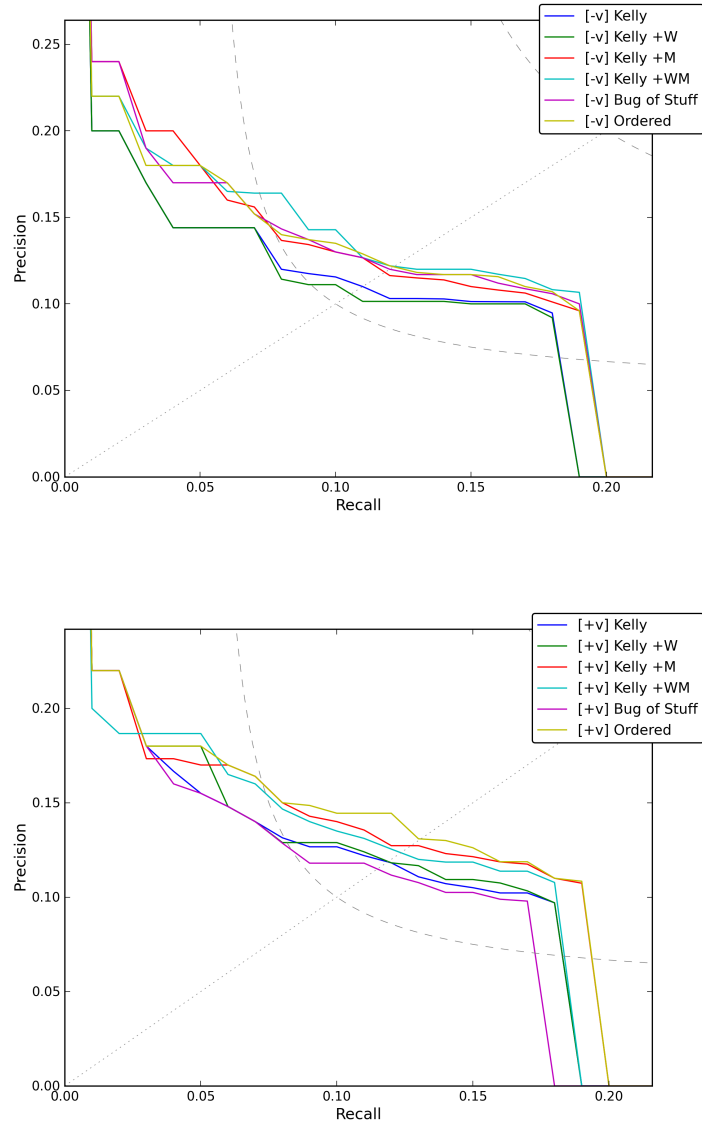 [-v] Kelly
[-v] Kelly +W
[-v] Kelly +M
[-v] Kelly +WM
[-v] Bug of Stuff
[-v] Ordered
0.25
0.20
0.15
0.10
0.05
0.00
Precision
0.00 0.05 0.10 0.15 0.20
Recall
[+v] Kelly
[+v] Kelly +W
[+v] Kelly +M
[+v] Kelly +WM
[+v] Bug of Stuff
[+v] Ordered
0.20
0.15
0.10
0.05
0.00
Precision
0.00 0.05 0.10 0.15 0.20
Recall